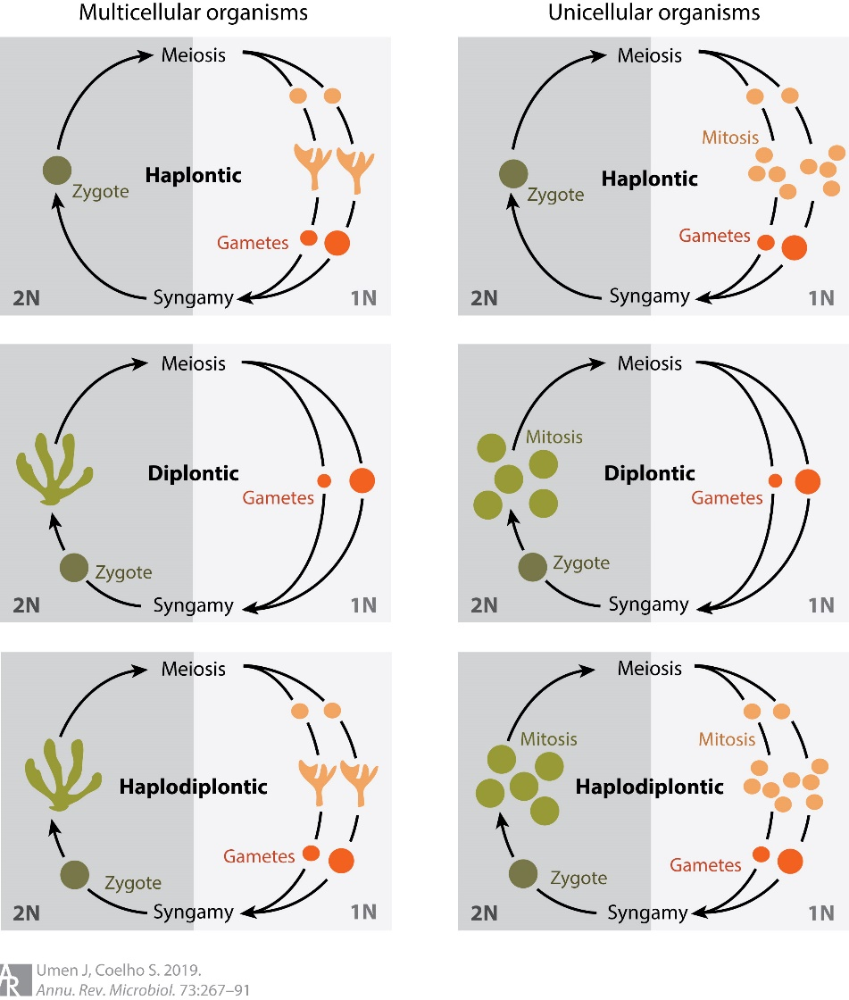 Multicellular organisms
Unicellular organisms
Meiosis
Haplontic
Zygote
Gametes
2N
Syngamy
1N
Meiosis
Mitosis
Haplontic
Zygote
Gametes
2N
Syngamy
1N
Meiosis
Diplontic
Gametes
Zygote
2N
Syngamy
1N
Meiosis
Mitosis
Diplontic
Gametes
Zygote
2N
Syngamy
1N
Meiosis
Haplodiplontic
Gametes
Zygote
2N
Syngamy
1N
Meiosis
Mitosis
Mitosis
Haplodiplontic
Gametes
Zygote
2N
Syngamy
1N
AR
Umen J, Coelho S. 2019.
Annu. Rev. Microbiol. 73:267–91